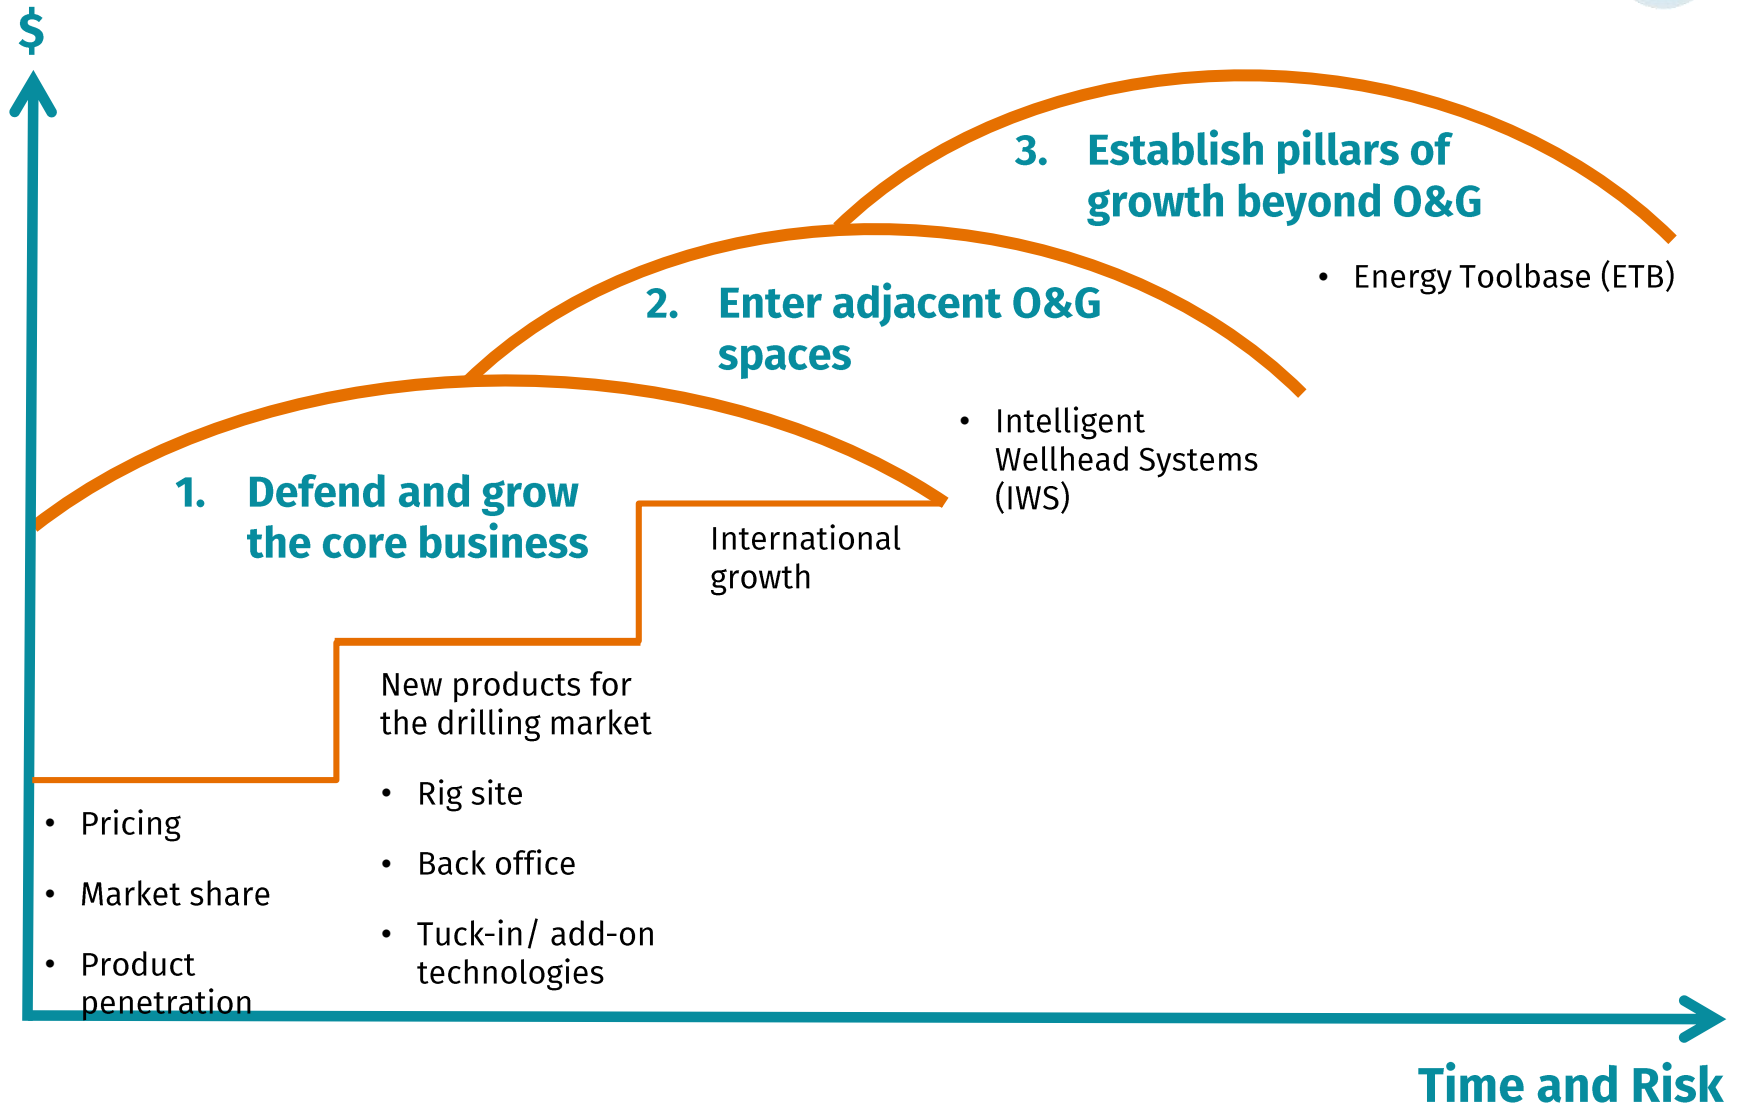 $
3. Establish pillars of
growth beyond O&G
• Energy Toolbase (ETB)
2. Enter adjacent O&G
spaces
• Intelligent
Wellhead Systems
(IWS)
1. Defend and grow
the core business
International
growth
New products for
the drilling market
• Rig site
• Back office
• Tuck-in/ add-on
technologies
• Pricing
• Market share
• Product
penetration
Time and Risk